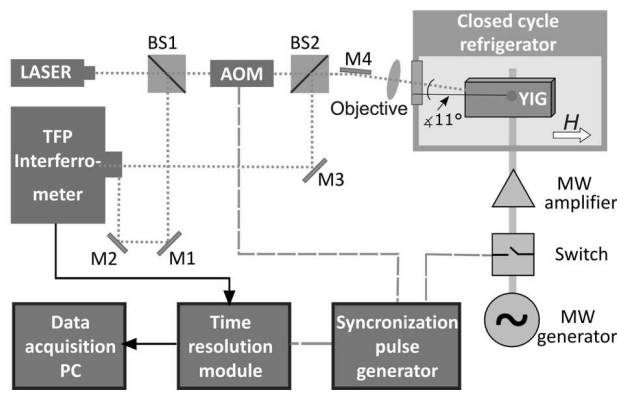 Closed cycle
refrigerator
BS1
BS2
M4
LASER
AOM
Objective
∡11°
YIG
H
TFP
Interferro-
meter
M3
MW
amplifier
M2
M1
Switch
Data
acquisition
PC
Time
resolution
module
Syncronization
pulse
generator
MW
generator